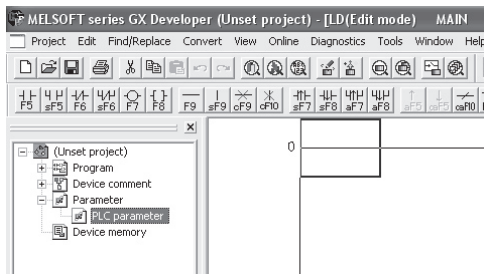 MELSOFT series GX Developer (Unset project) - [LD(Edit mode) MAIN
Project Edit Find/Replace Convert View Online Diagnostics Tools Window Help
F5 sF5 F6 sF6 F7 F8 F9 sF9 cF9 cF10 sF7 sF8 aF7 aF8 aF5 caF5 caF10
(Unset project)
Program
Device comment
Parameter
PLC parameter
Device memory
0